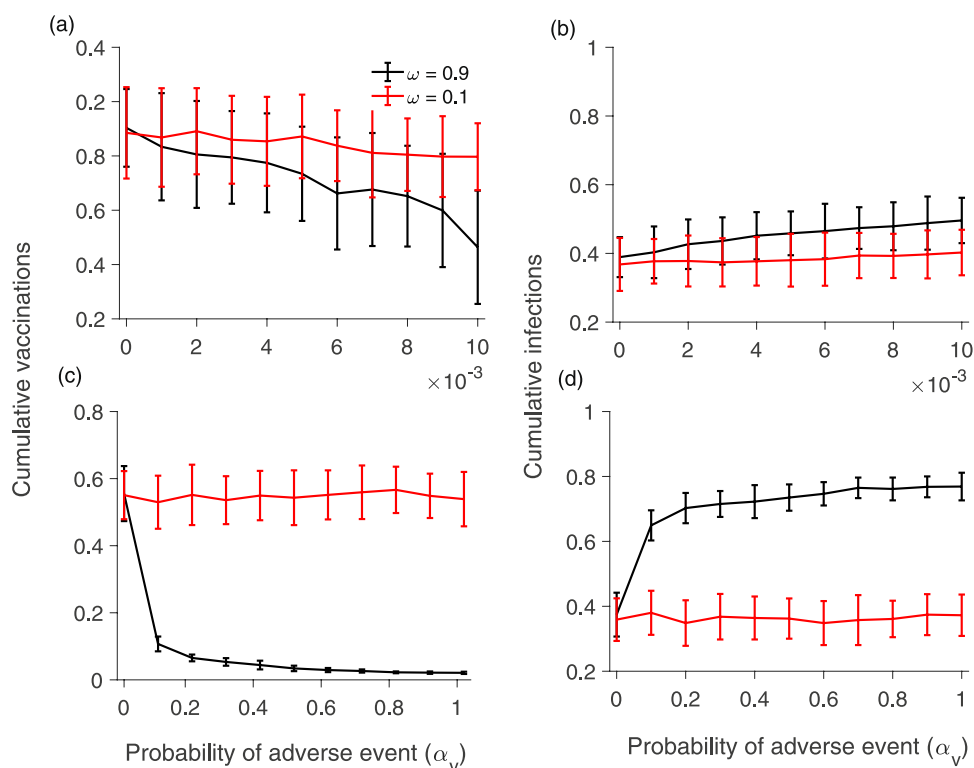 (a)
0.4
0.2
0.8
0.6
0.4
0.2
ω = 0.9
ω = 0.1
0 2 4 6 8 10
×10⁻³
(b)
1
0.8
0.6
0.4
0.2
0 2 4 6 8 10
×10⁻³
Cumulative vaccinations
Cumulative infections
(c)
0.8
0.6
0.4
0.2
0
0 0.2 0.4 0.6 0.8 1
Probability of adverse event (αᵥ)
(d)
1
0.8
0.6
0.4
0.2
0 0.2 0.4 0.6 0.8 1
Probability of adverse event (αᵥ)